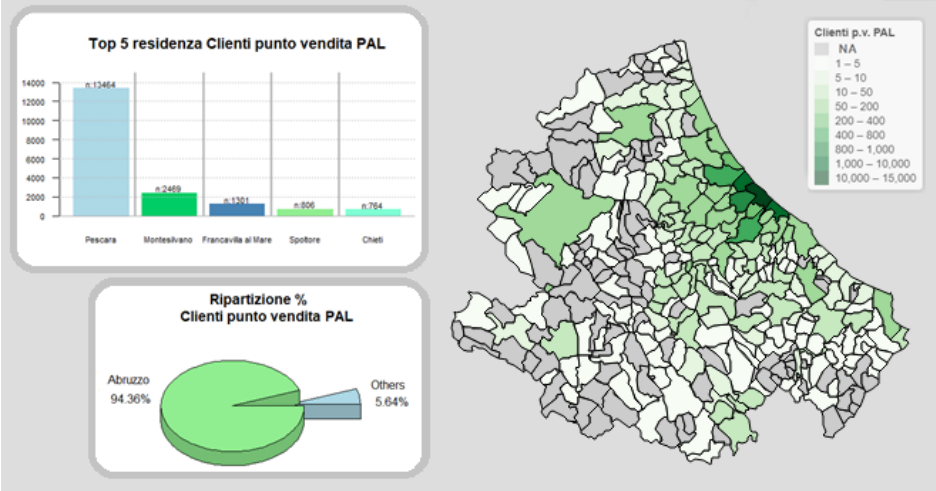 Top 5 residenza Clienti punto vendita PAL
14000
12000
10000
8000
6000
4000
2000
0
n:13464
n:2469
n:1301
n:806
n:764
Pescara
Montesilvano
Francavilla al Mare
Spoltore
Chieti
Ripartizione %
Clienti punto vendita PAL
Abruzzo
94.36%
Others
5.64%
Clienti p.v. PAL
NA
1 – 5
5 – 10
10 – 50
50 – 200
200 – 400
400 – 800
800 – 1,000
1,000 – 10,000
10,000 – 15,000